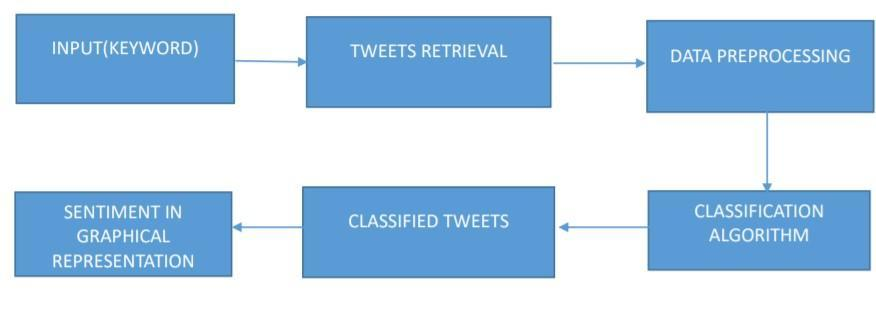 INPUT(KEYWORD)
TWEETS RETRIEVAL
DATA PREPROCESSING
CLASSIFICATION
ALGORITHM
CLASSIFIED TWEETS
SENTIMENT IN
GRAPHICAL
REPRESENTATION